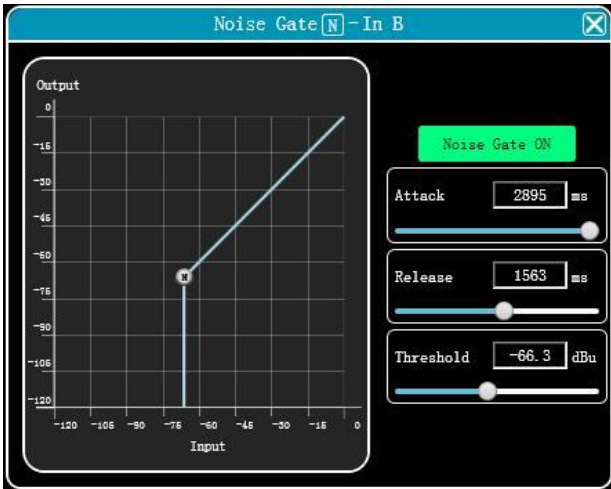 Noise Gate N -In B
Output
0
-15
-30
-45
-60
-75
-90
-105
-120
-120 -105 -90 -75 -60 -45 -30 -15 0
Input
N
Noise Gate ON
Attack 2895 ms
Release 1563 ms
Threshold -66.3 dBu